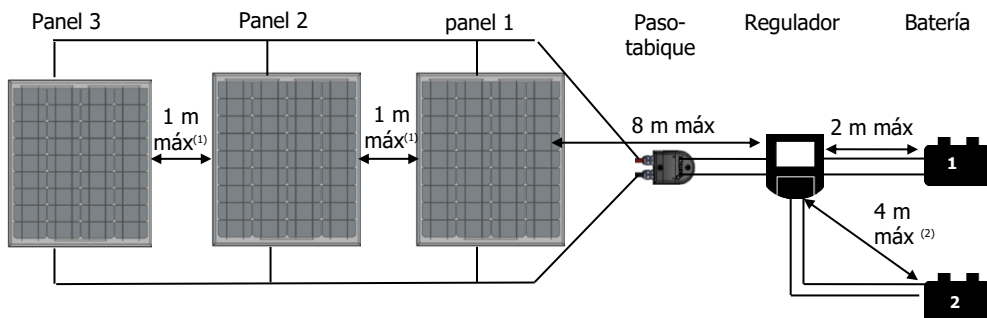 Panel 3
Panel 2
panel 1
Paso-
tabique
Regulador
Batería
1 m
máx(1)
1 m
máx(1)
8 m máx
2 m máx
1
4 m
máx (2)
2